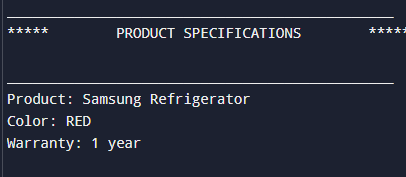 *****        PRODUCT SPECIFICATIONS        *****
Product: Samsung Refrigerator
Color: RED
Warranty: 1 year